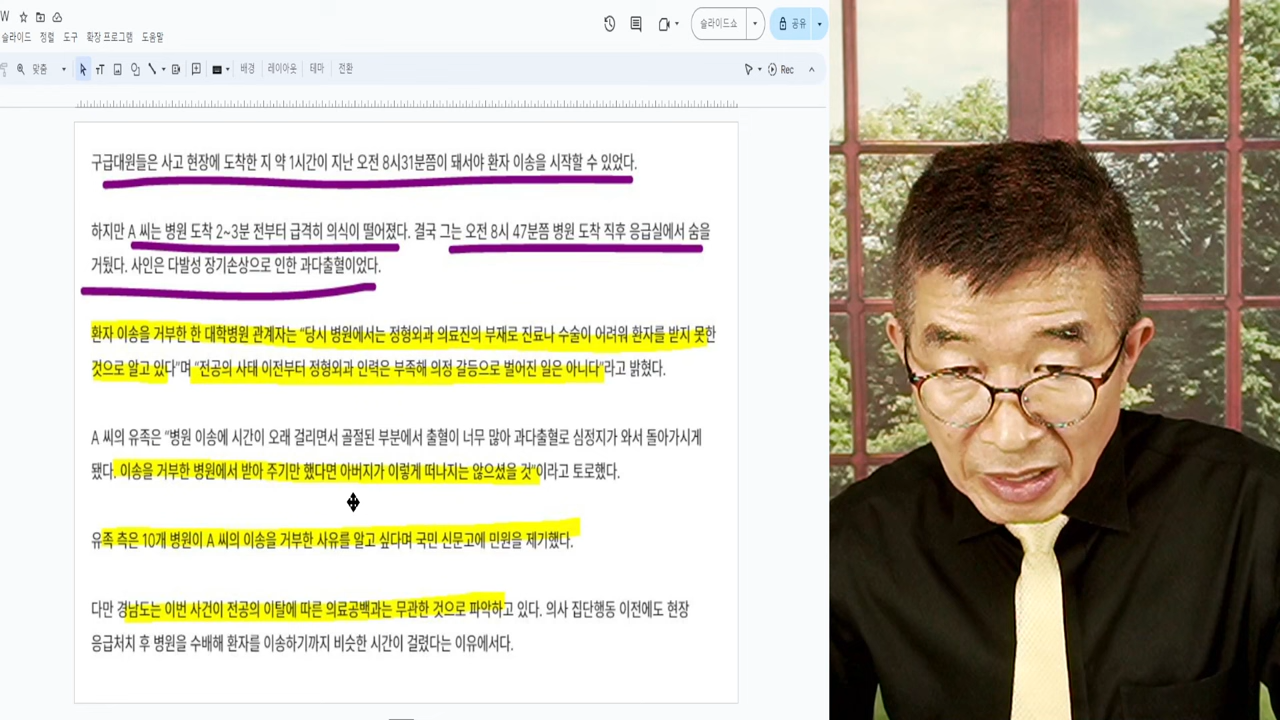 W
슬라이드 정렬 도구 확장 프로그램 도움말
슬라이드쇼
공유
맞춤
배경 레이아웃 테마 전환
Rec
구급대원들은 사고 현장에 도착한 지 약 1시간이 지난 오전 8시31분쯤이 돼서야 환자 이송을 시작할 수 있었다.
하지만 A 씨는 병원 도착 2~3분 전부터 급격히 의식이 떨어졌다. 결국 그는 오전 8시 47분쯤 병원 도착 직후 응급실에서 숨을
거뒀다. 사인은 다발성 장기손상으로 인한 과다출혈이었다.
환자 이송을 거부한 한 대학병원 관계자는 “당시 병원에서는 정형외과 의료진의 부재로 진료나 수술이 어려워 환자를 받지 못한
것으로 알고 있다”며 “전공의 사태 이전부터 정형외과 인력은 부족해 의정 갈등으로 벌어진 일은 아니다”라고 밝혔다.
A 씨의 유족은 “병원 이송에 시간이 오래 걸리면서 골절된 부분에서 출혈이 너무 많아 과다출혈로 심정지가 와서 돌아가시게
됐다. 이송을 거부한 병원에서 받아 주기만 했다면 아버지가 이렇게 떠나지는 않으셨을 것”이라고 토로했다.
유족 측은 10개 병원이 A 씨의 이송을 거부한 사유를 알고 싶다며 국민 신문고에 민원을 제기했다.
다만 경남도는 이번 사건이 전공의 이탈에 따른 의료공백과는 무관한 것으로 파악하고 있다. 의사 집단행동 이전에도 현장
응급처치 후 병원을 수배해 환자를 이송하기까지 비슷한 시간이 걸렸다는 이유에서다.